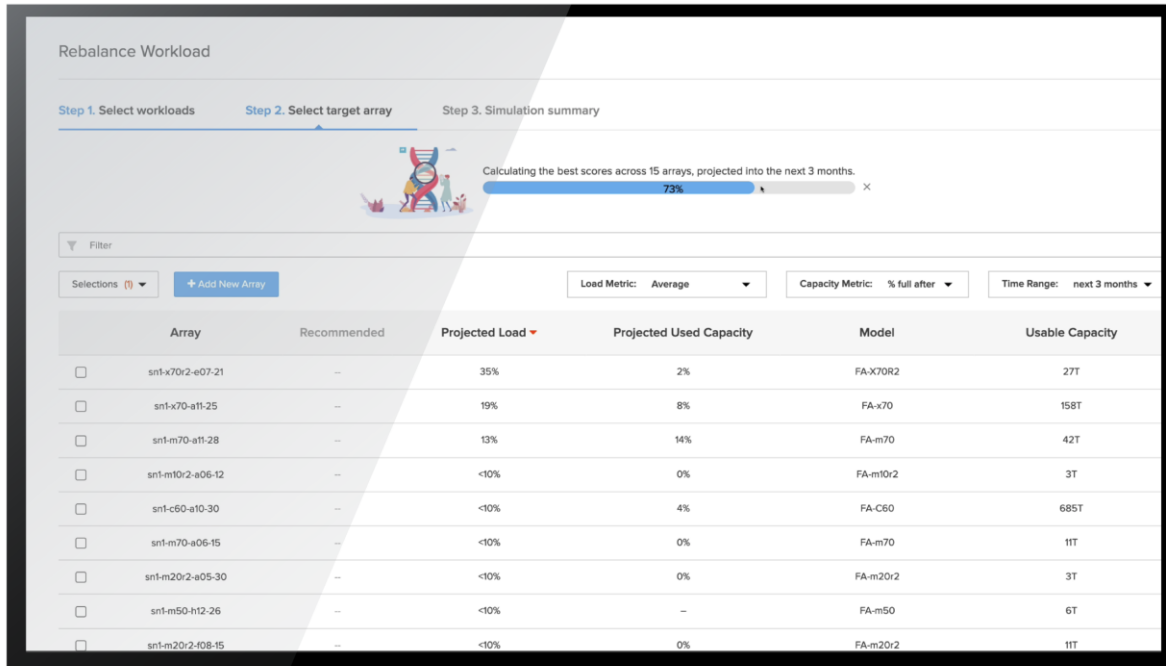 Rebalance Workload
Step 1. Select workloads Step 2. Select target array Step 3. Simulation summary
Calculating the best scores across 15 arrays, projected into the next 3 months.
73%
Filter
Selections (1) + Add New Array Load Metric: Average Capacity Metric: % full after Time Range: next 3 months
Array Recommended Projected Load Projected Used Capacity Model Usable Capacity
sn1-x70r2-e07-21 -- 35% 2% FA-X70R2 27T
sn1-x70-a11-25 -- 19% 8% FA-x70 158T
sn1-m70-a11-28 -- 13% 14% FA-m70 42T
sn1-m10r2-a06-12 -- <10% 0% FA-m10r2 3T
sn1-c60-a10-30 -- <10% 4% FA-C60 685T
sn1-m70-a06-15 -- <10% 0% FA-m70 11T
sn1-m20r2-a05-30 -- <10% 0% FA-m20r2 3T
sn1-m50-h12-26 -- <10% – FA-m50 6T
sn1-m20r2-f08-15 -- <10% 0% FA-m20r2 11T